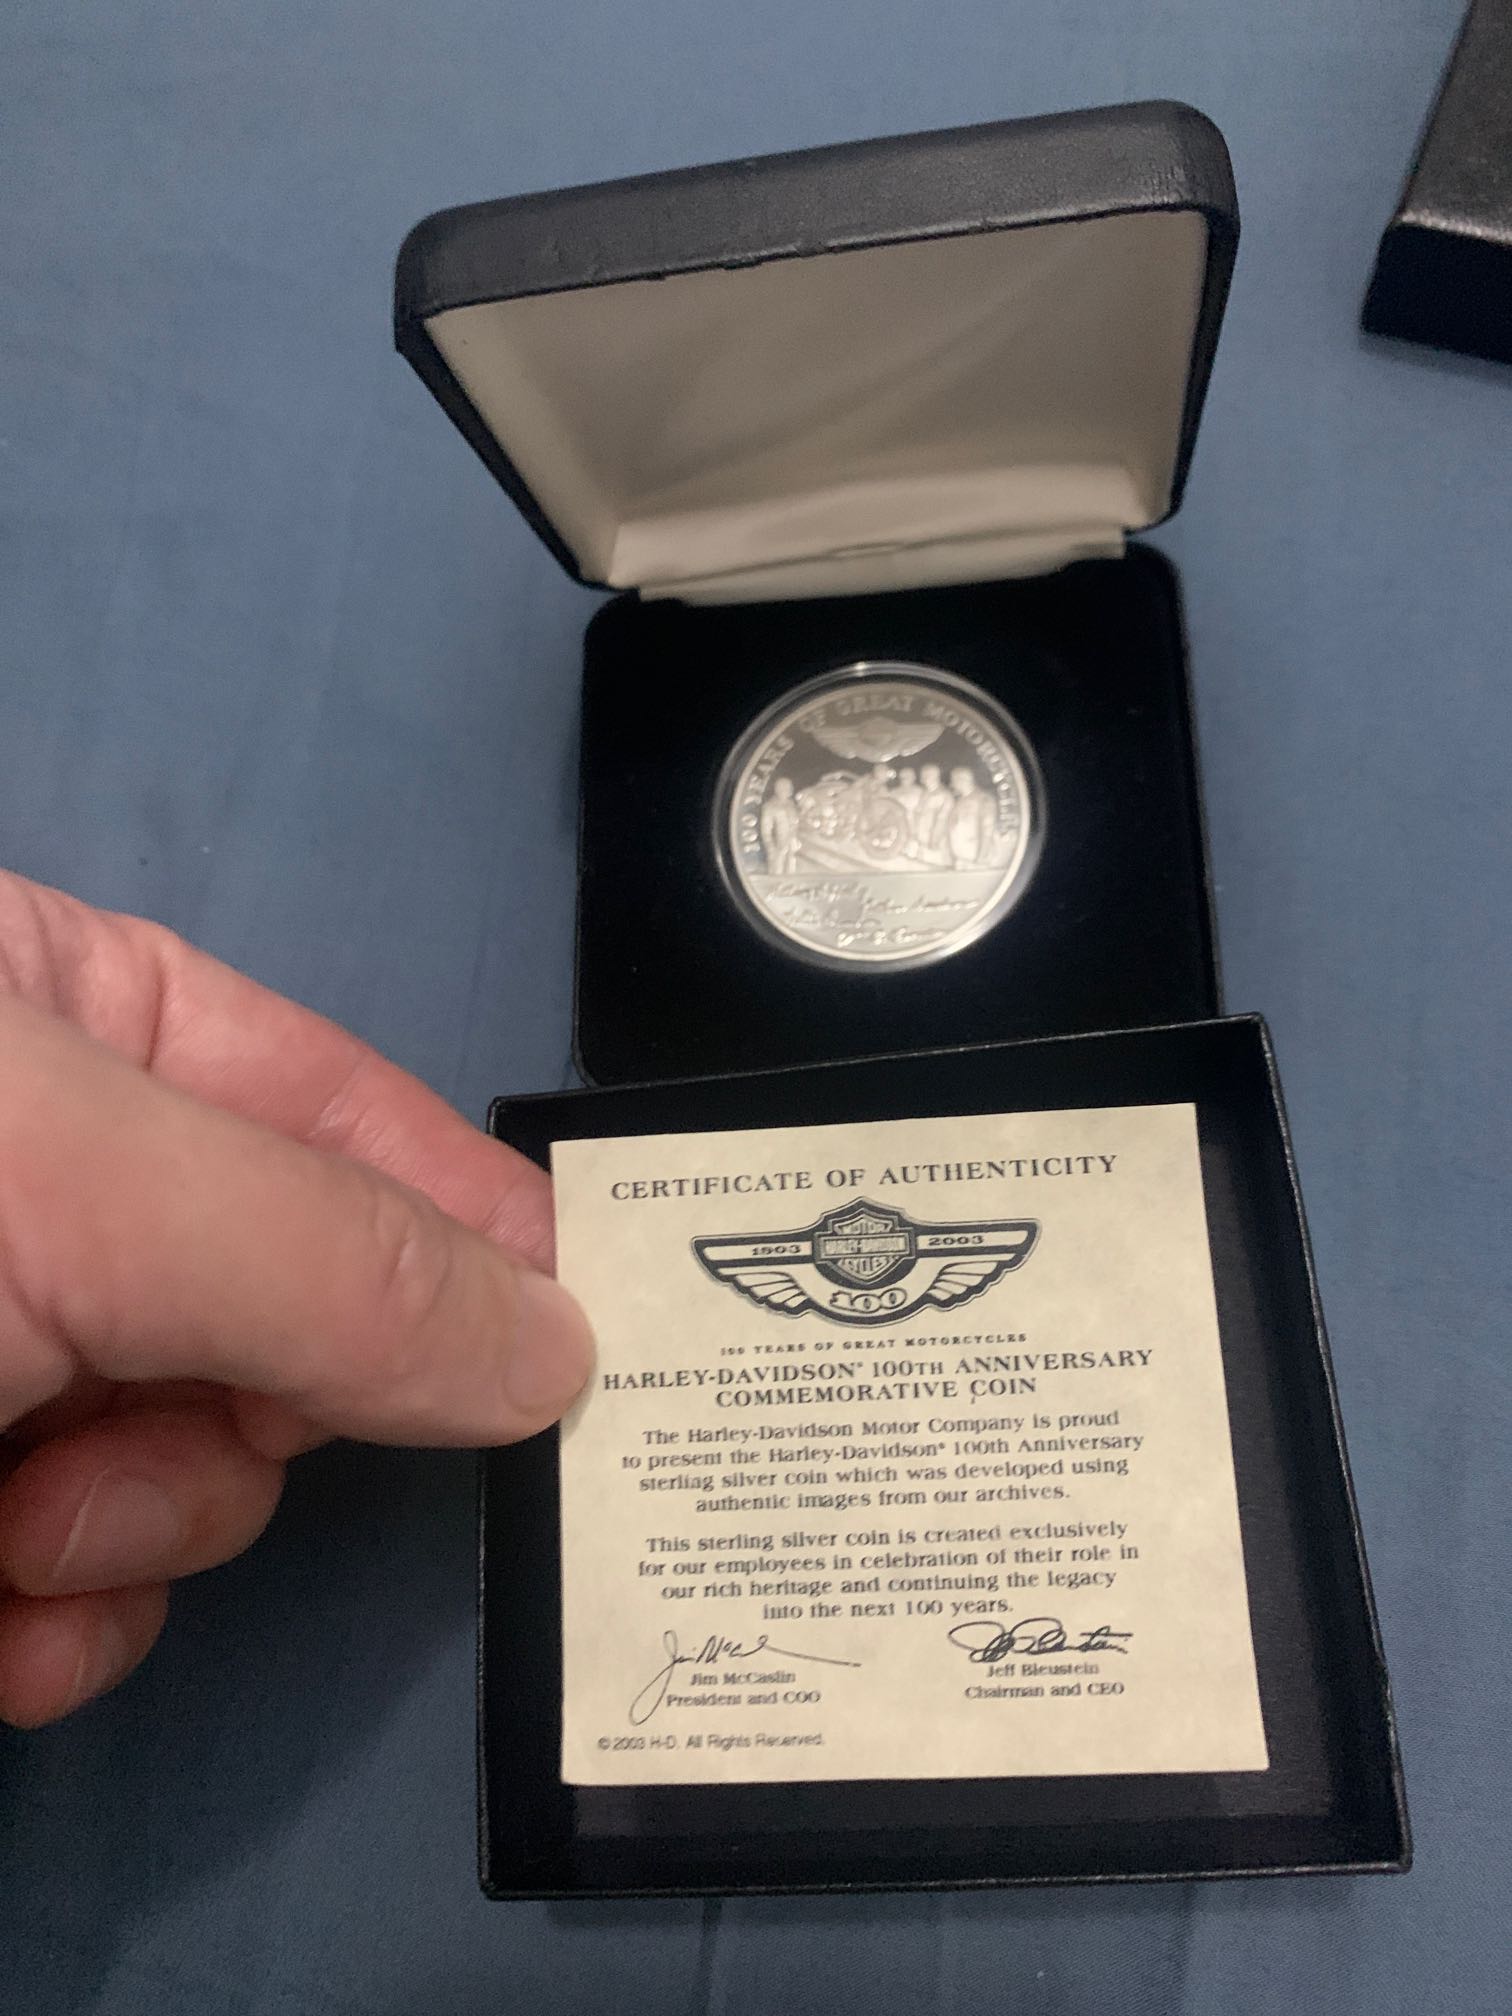 100 YEARS OF GREAT MOTORCYCLES
CERTIFICATE OF AUTHENTICITY
MOTOR
1903 HARLEY-DAVIDSON 2003
CYCLES
100
100 YEARS OF GREAT MOTORCYCLES
HARLEY-DAVIDSON® 100TH ANNIVERSARY
COMMEMORATIVE COIN
The Harley-Davidson Motor Company is proud
to present the Harley-Davidson® 100th Anniversary
sterling silver coin which was developed using
authentic images from our archives.
This sterling silver coin is created exclusively
for our employees in celebration of their role in
our rich heritage and continuing the legacy
into the next 100 years.
Jim McCaslin
President and COO
Jeff Bleustein
Chairman and CEO
© 2003 H-D. All Rights Reserved.